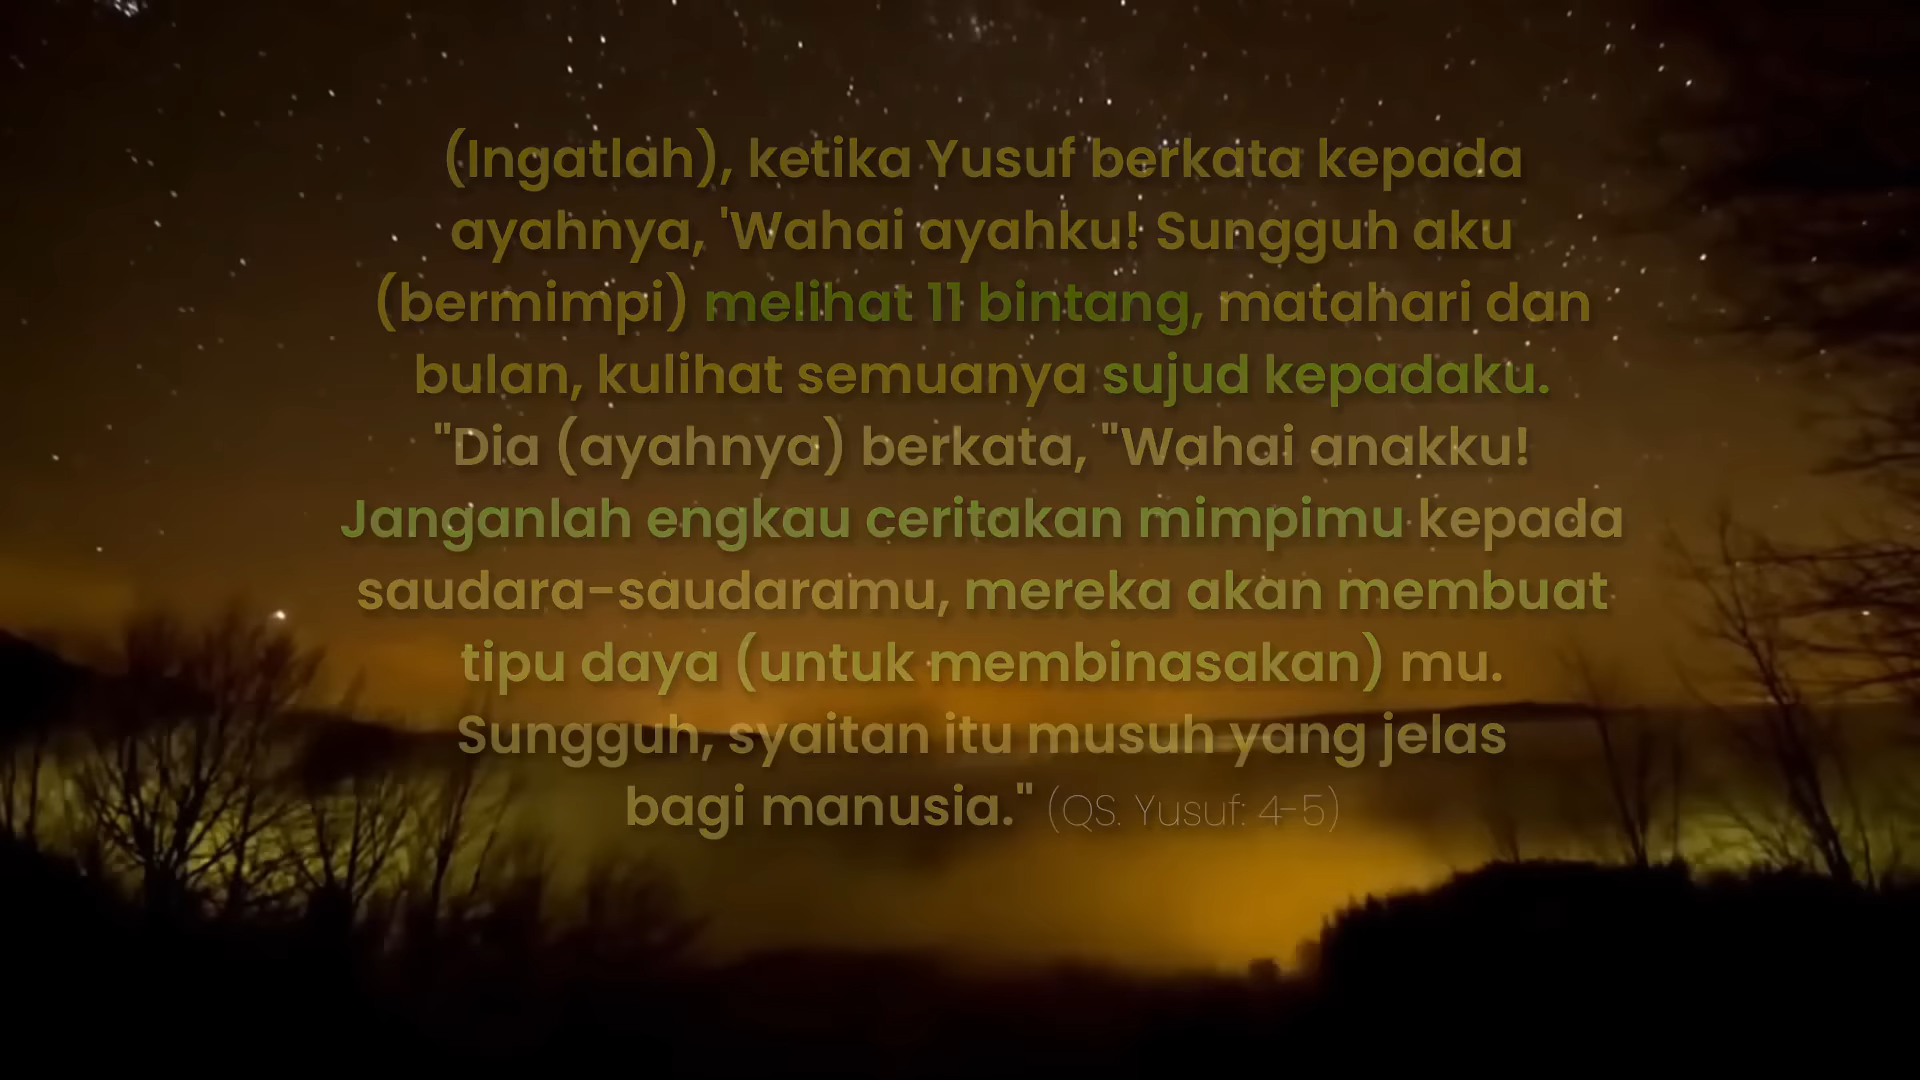 (Ingatlah), ketika Yusuf berkata kepada
ayahnya, 'Wahai ayahku! Sungguh aku
(bermimpi) melihat 11 bintang, matahari dan
bulan, kulihat semuanya sujud kepadaku.
"Dia (ayahnya) berkata, "Wahai anakku!
Janganlah engkau ceritakan mimpimu kepada
saudara-saudaramu, mereka akan membuat
tipu daya (untuk membinasakan) mu.
Sungguh, syaitan itu musuh yang jelas
bagi manusia." (QS. Yusuf: 4-5)